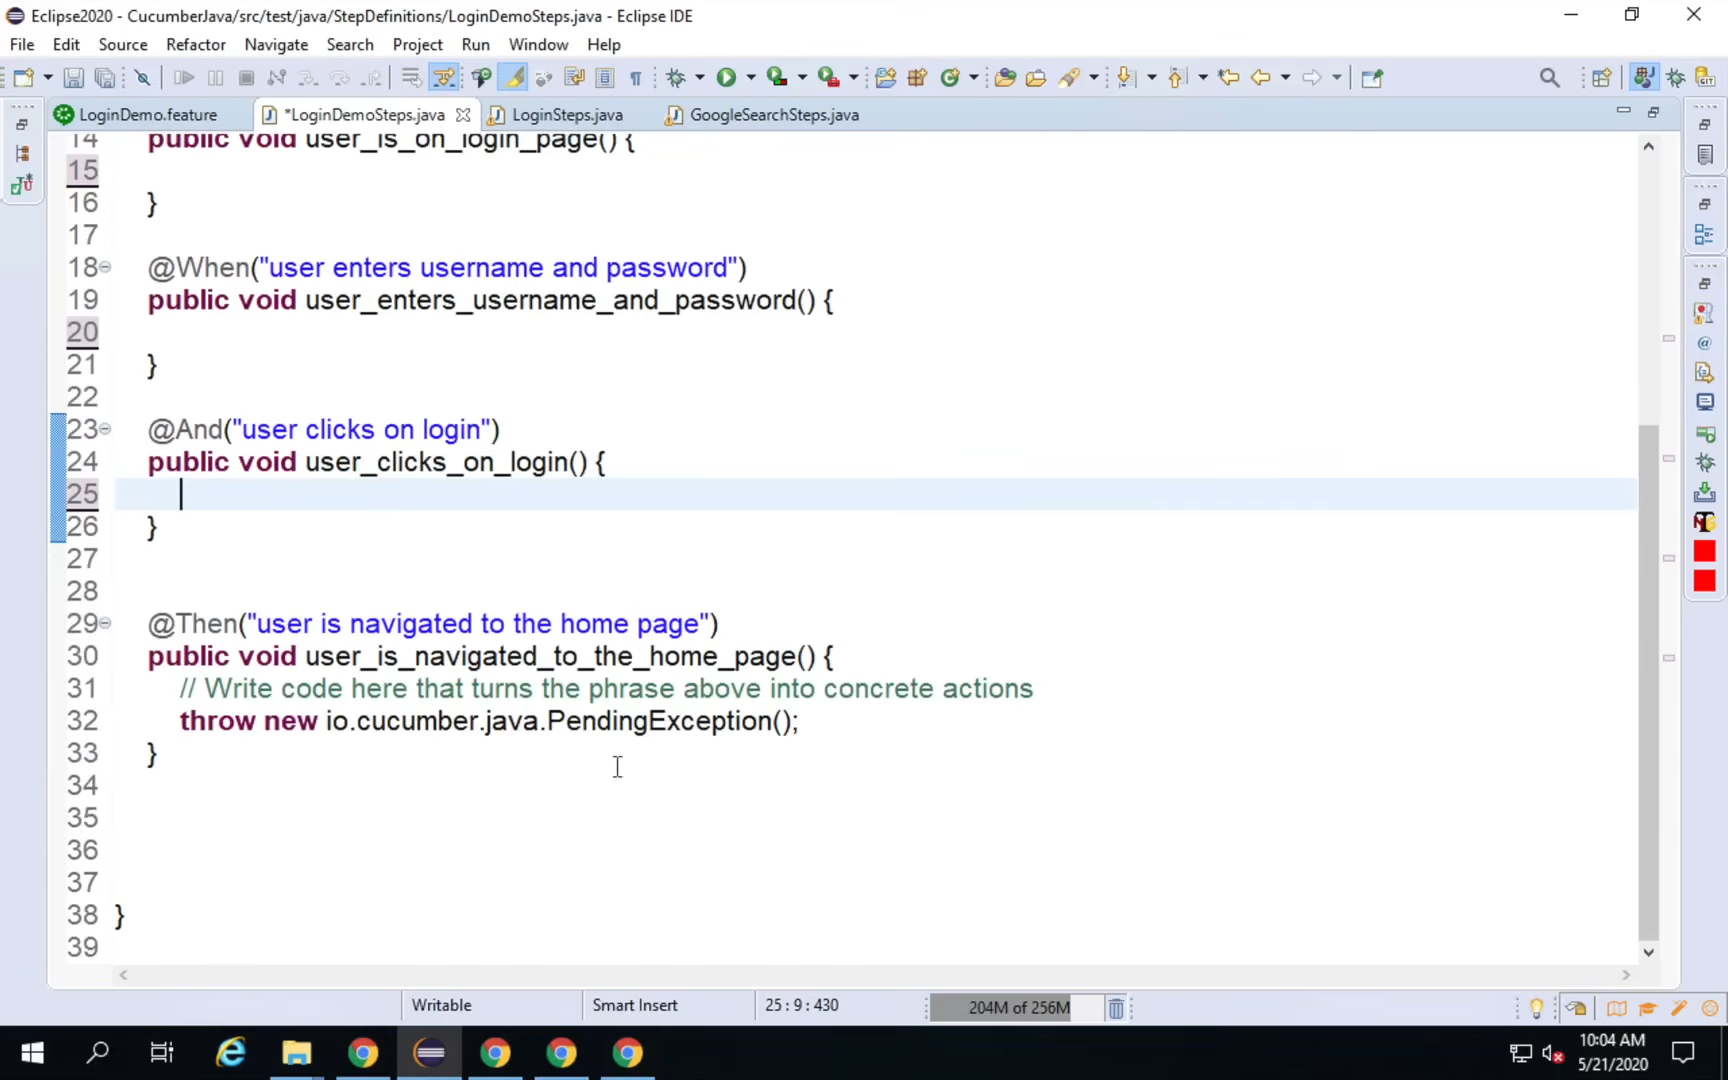 Eclipse2020 - CucumberJava/src/test/java/StepDefinitions/LoginDemoSteps.java - Eclipse IDE
File Edit Source Refactor Navigate Search Project Run Window Help
LoginDemo.feature *LoginDemoSteps.java LoginSteps.java GoogleSearchSteps.java
14 public void user_is_on_login_page() {
15
16 }
17
18 @When("user enters username and password")
19 public void user_enters_username_and_password() {
20
21 }
22
23 @And("user clicks on login")
24 public void user_clicks_on_login() {
25
26 }
27
28
29 @Then("user is navigated to the home page")
30 public void user_is_navigated_to_the_home_page() {
31 // Write code here that turns the phrase above into concrete actions
32 throw new io.cucumber.java.PendingException();
33 }
34
35
36
37
38 }
39
Writable Smart Insert 25 : 9 : 430 204M of 256M
10:04 AM
5/21/2020